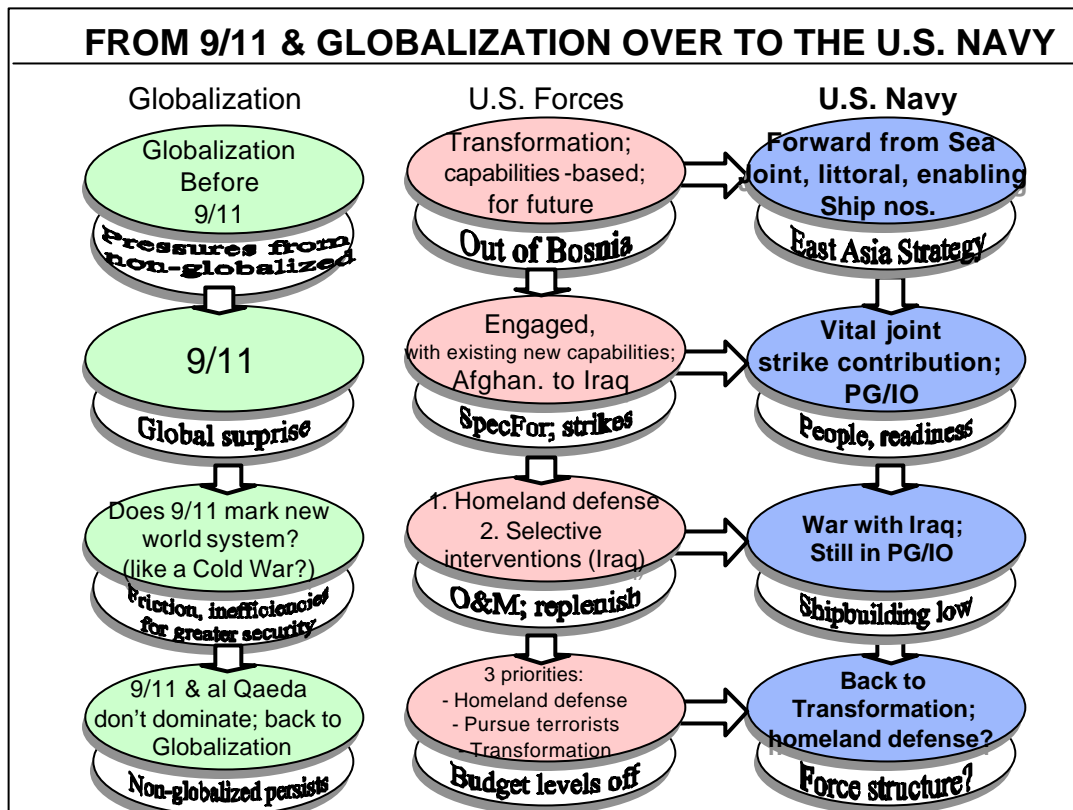 FROM 9/11 & GLOBALIZATION OVER TO THE U.S. NAVY
Globalization
Globalization
Before
9/11
Pressures from
non-globalized
9/11
Global surprise
Does 9/11 mark new
world system?
(like a Cold War?)
Friction, inefficiencies
for greater security
9/11 & al Qaeda
don't dominate; back to
Globalization
Non-globalized persists
U.S. Forces
Transformation;
capabilities-based;
for future
Out of Bosnia
Engaged,
with existing new capabilities;
Afghan. to Iraq
SpecFor; strikes
1. Homeland defense
2. Selective
interventions (Iraq)
O&M; replenish
3 priorities:
- Homeland defense
- Pursue terrorists
- Transformation
Budget levels off
U.S. Navy
Forward from Sea
Joint, littoral, enabling
Ship nos.
East Asia Strategy
Vital joint
strike contribution;
PG/IO
People, readiness
War with Iraq;
Still in PG/IO
Shipbuilding low
Back to
Transformation;
homeland defense?
Force structure?